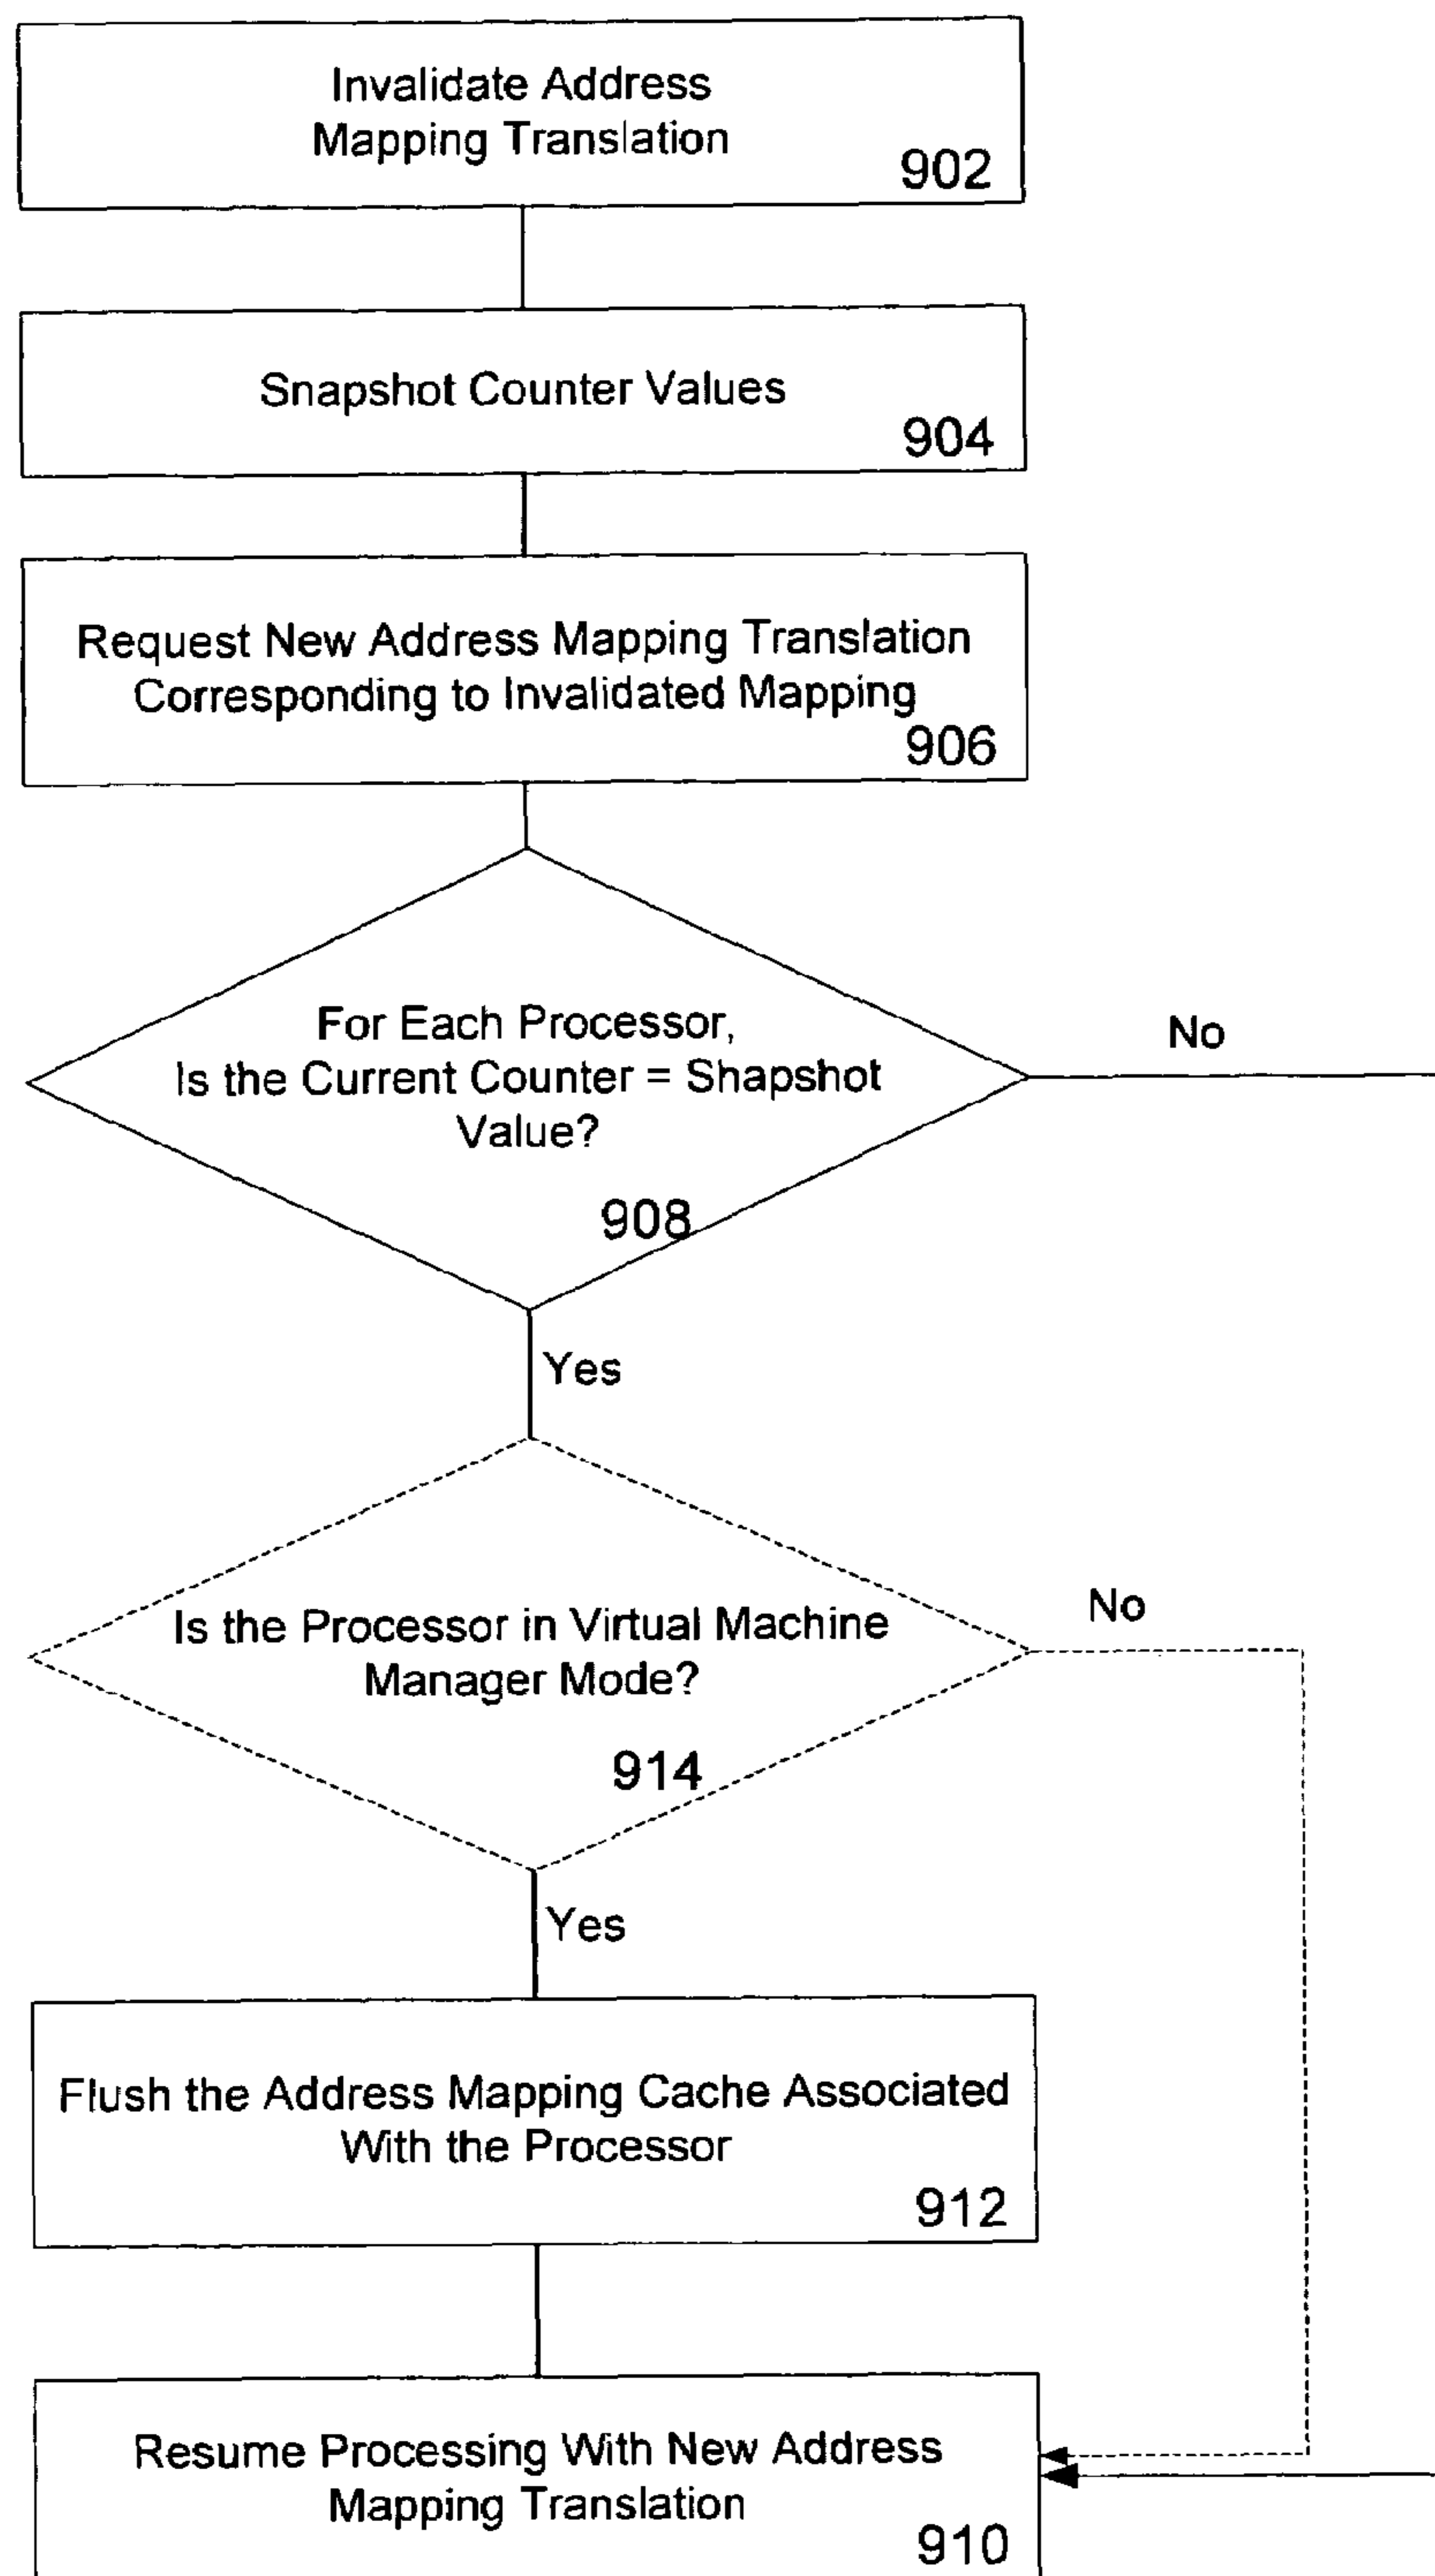 Invalidate Address
Mapping Translation
902
Snapshot Counter Values
904
Request New Address Mapping Translation
Corresponding to Invalidated Mapping
906
For Each Processor,
Is the Current Counter = Shapshot
Value?
908
No
Yes
Is the Processor in Virtual Machine
Manager Mode?
914
No
Yes
Flush the Address Mapping Cache Associated
With the Processor
912
Resume Processing With New Address
Mapping Translation
910